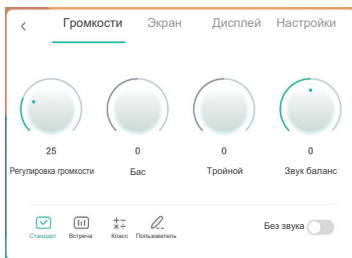 Громкости Экран Дисплей Настройки
25 0 0 0
Регулировка громкости Бас Тройной Звук баланс
Стандарт Встреча Класс Пользователь Без звука